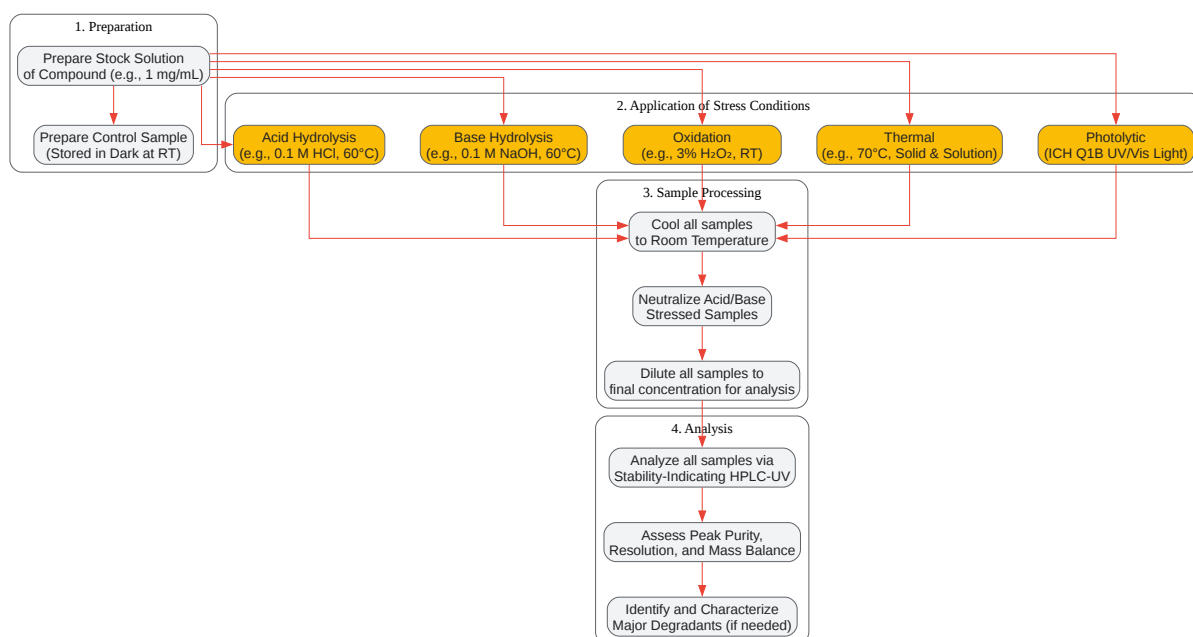 1. Preparation
Prepare Stock Solution
of Compound (e.g., 1 mg/mL)
Prepare Control Sample
(Stored in Dark at RT)
2. Application of Stress Conditions
Acid Hydrolysis
(e.g., 0.1 M HCl, 60°C)
Base Hydrolysis
(e.g., 0.1 M NaOH, 60°C)
Oxidation
(e.g., 3% H₂O₂, RT)
Thermal
(e.g., 70°C, Solid & Solution)
Photolytic
(ICH Q1B UV/Vis Light)
3. Sample Processing
Cool all samples
to Room Temperature
Neutralize Acid/Base
Stressed Samples
Dilute all samples to
final concentration for analysis
4. Analysis
Analyze all samples via
Stability-Indicating HPLC-UV
Assess Peak Purity,
Resolution, and Mass Balance
Identify and Characterize
Major Degradants (if needed)